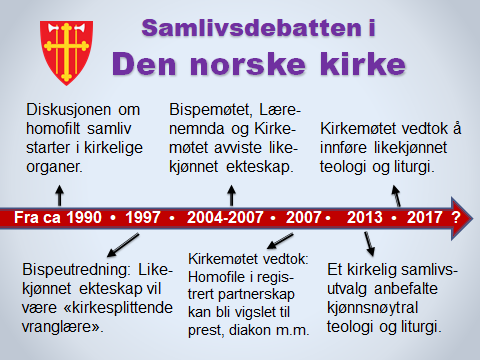 Samlivsdebatten i
Den norske kirke
Diskusjonen om
homofilt samliv
starter i kirkelige
organer.
Bispemøtet, Lære-
nemnda og Kirke-
møtet avviste like-
kjønnet ekteskap.
Kirkemøtet vedtok å
innføre likekjønnet
teologi og liturgi.
Fra ca 1990 • 1997 • 2004-2007 • 2007 • 2013 • 2017 ?
Bispeutredning: Like-
kjønnet ekteskap vil
være «kirkesplittende
vranglære».
Kirkemøtet vedtok:
Homofile i regis-
trert partnerskap
kan bli vigslet til
prest, diakon m.m.
Et kirkelig samlivs-
utvalg anbefalte
kjønnsnøytral
teologi og liturgi.